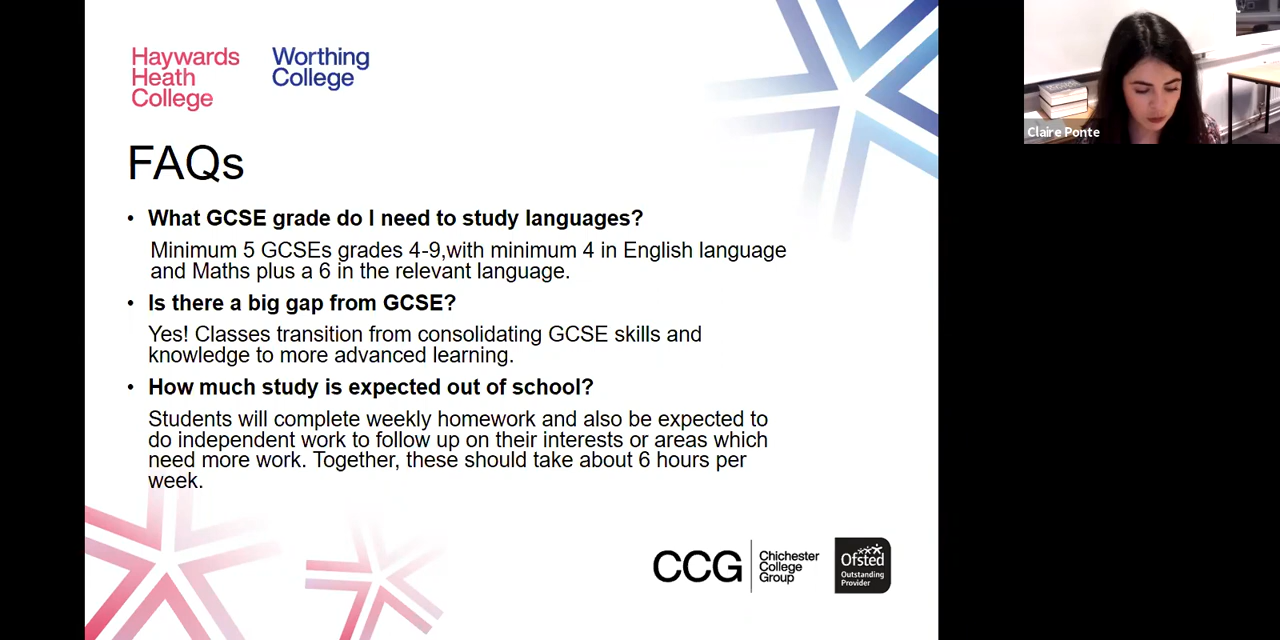 Haywards
Heath
College
Worthing
College
FAQs
• What GCSE grade do I need to study languages?
Minimum 5 GCSEs grades 4-9,with minimum 4 in English language
and Maths plus a 6 in the relevant language.
• Is there a big gap from GCSE?
Yes! Classes transition from consolidating GCSE skills and
knowledge to more advanced learning.
• How much study is expected out of school?
Students will complete weekly homework and also be expected to
do independent work to follow up on their interests or areas which
need more work. Together, these should take about 6 hours per
week.
CCG
Chichester
College
Group
Ofsted
Outstanding
Provider
Claire Ponte